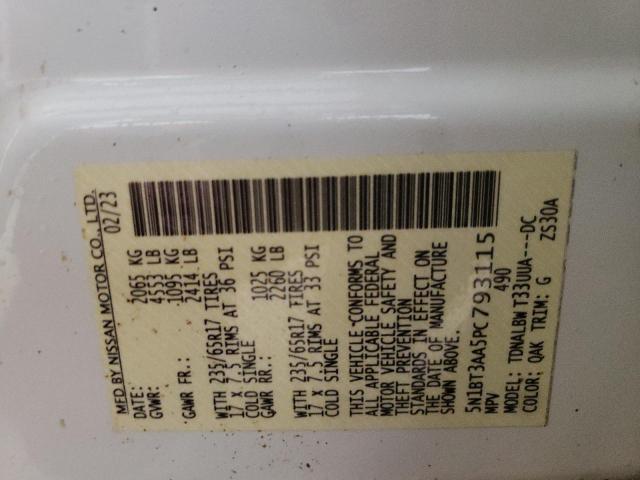 MFD BY NISSAN MOTOR CO., LTD.
DATE: 02/23
GVWR: 2065 KG
4553 LB
GAWR FR.: 1095 KG
2414 LB
WITH 235/65R17 TIRES
17 X 7.5 RIMS AT 36 PSI
COLD SINGLE
GAWR RR.: 1025 KG
2260 LB
WITH 235/65R17 TIRES
17 X 7.5 RIMS AT 33 PSI
COLD SINGLE
THIS VEHICLE CONFORMS TO
ALL APPLICABLE FEDERAL
MOTOR VEHICLE SAFETY AND
THEFT PREVENTION
STANDARDS IN EFFECT ON
THE DATE OF MANUFACTURE
SHOWN ABOVE.
5N1BT3AA5PC793115
MPV 490
MODEL: TDNALBW T33UUA---DC
COLOR: QAK TRIM: G ZS30A